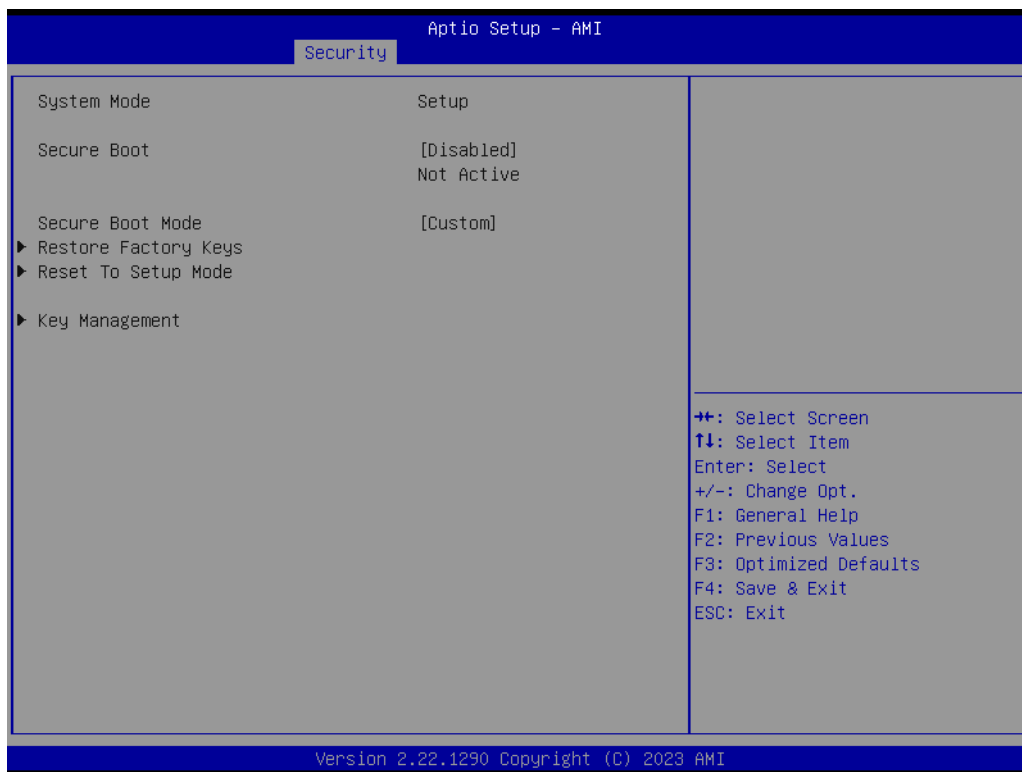 Aptio Setup - AMI
Security
System Mode Setup
Secure Boot [Disabled]
Not Active
Secure Boot Mode [Custom]
▶ Restore Factory Keys
▶ Reset To Setup Mode
▶ Key Management
→←: Select Screen
↑↓: Select Item
Enter: Select
+/-: Change Opt.
F1: General Help
F2: Previous Values
F3: Optimized Defaults
F4: Save & Exit
ESC: Exit
Version 2.22.1290 Copyright (C) 2023 AMI